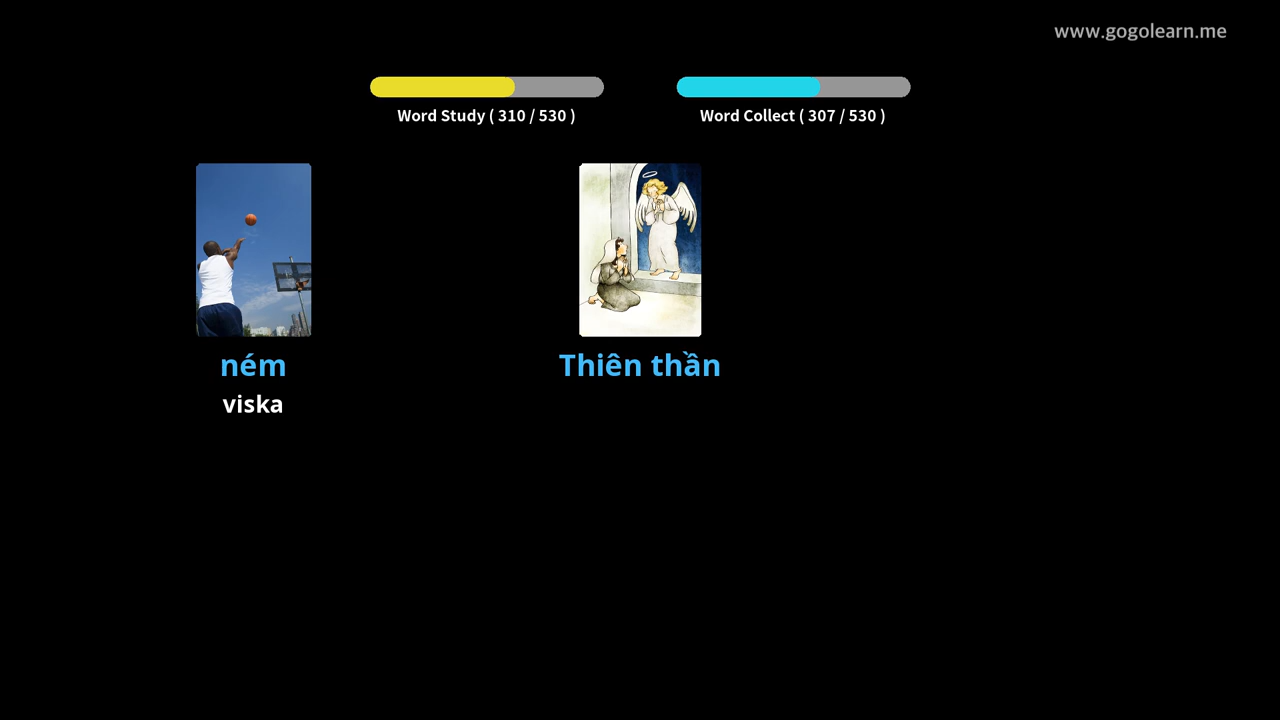 www.gogolearn.me
Word Study ( 310 / 530 )
Word Collect ( 307 / 530 )
ném
Thiên thần
viska